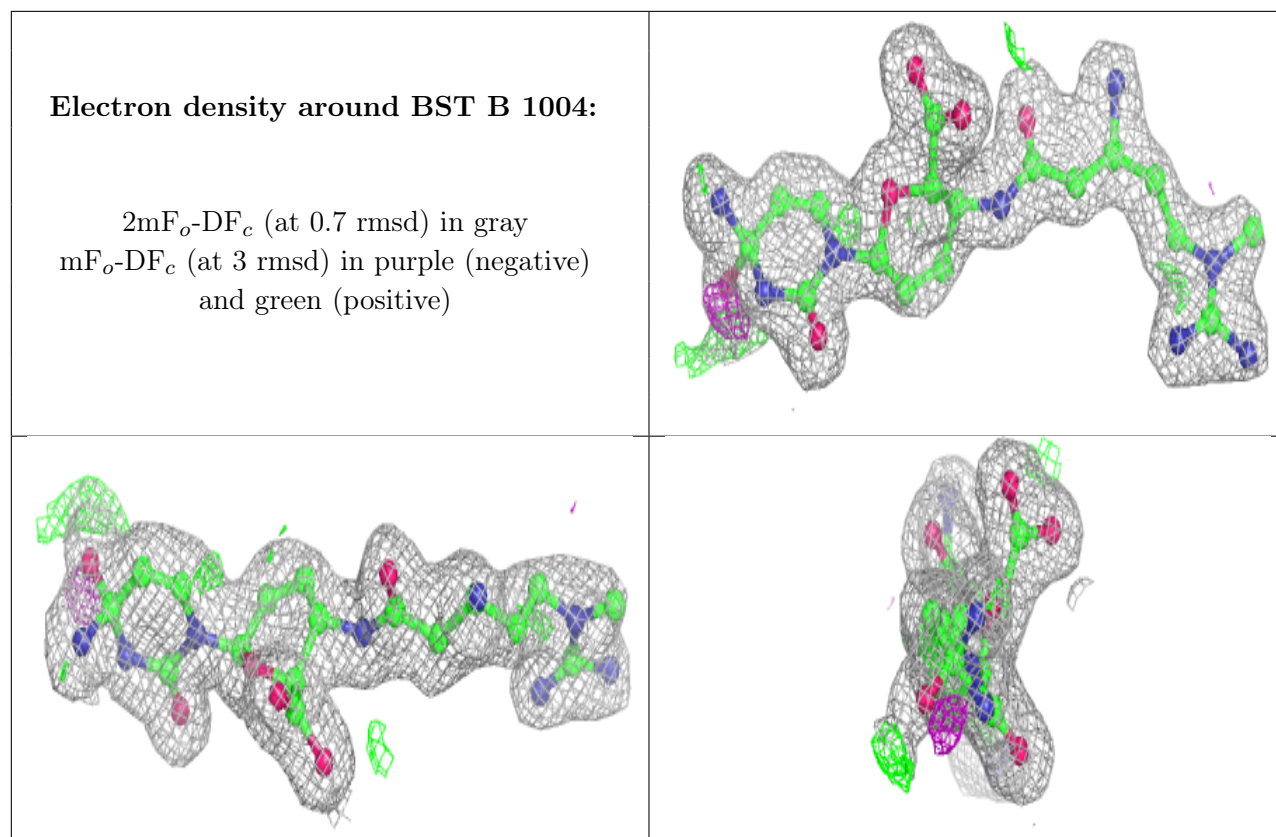 Electron density around BST B 1004:
2mFₒ-DF𝑐 (at 0.7 rmsd) in gray
mFₒ-DF𝑐 (at 3 rmsd) in purple (negative)
and green (positive)